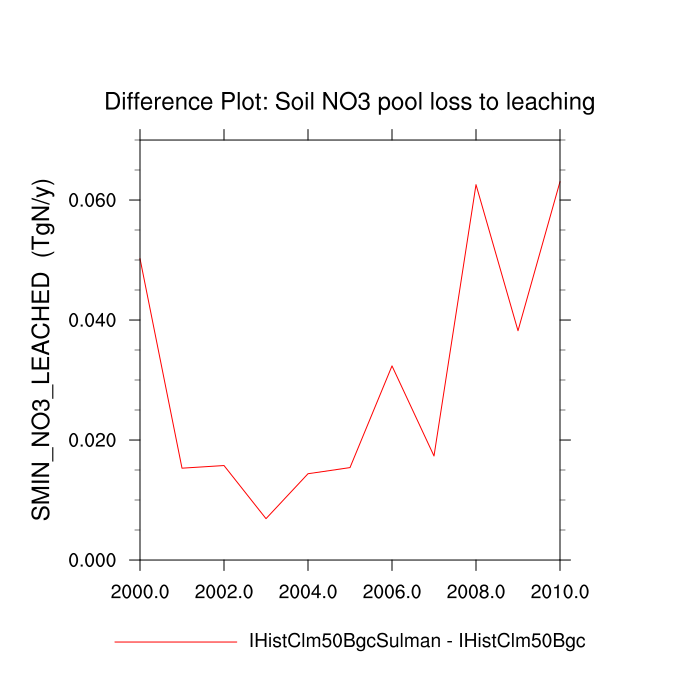 Difference Plot: Soil NO3 pool loss to leaching
SMIN_NO3_LEACHED (TgN/y)
0.060
0.040
0.020
0.000
2000.0 2002.0 2004.0 2006.0 2008.0 2010.0
IHistClm50BgcSulman - IHistClm50Bgc